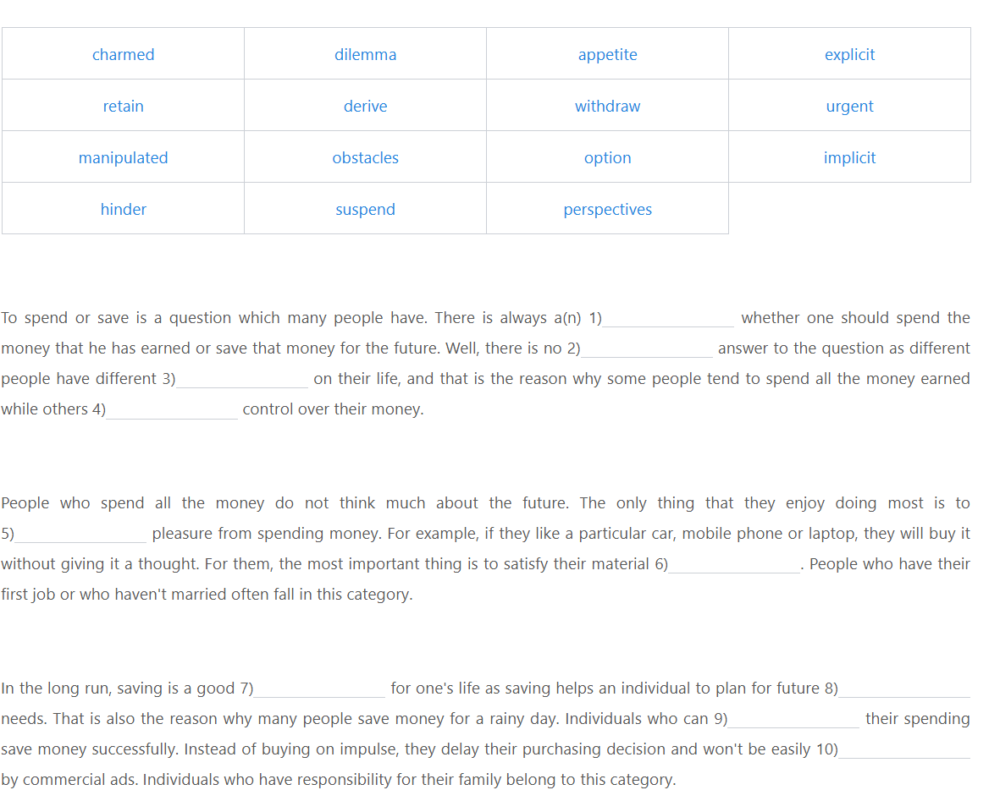 charmed dilemma appetite explicit
retain derive withdraw urgent
manipulated obstacles option implicit
hinder suspend perspectives
To spend or save is a question which many people have. There is always a(n) 1) whether one should spend the
money that he has earned or save that money for the future. Well, there is no 2) answer to the question as different
people have different 3) on their life, and that is the reason why some people tend to spend all the money earned
while others 4) control over their money.
People who spend all the money do not think much about the future. The only thing that they enjoy doing most is to
5) pleasure from spending money. For example, if they like a particular car, mobile phone or laptop, they will buy it
without giving it a thought. For them, the most important thing is to satisfy their material 6) . People who have their
first job or who haven't married often fall in this category.
In the long run, saving is a good 7) for one's life as saving helps an individual to plan for future 8)
needs. That is also the reason why many people save money for a rainy day. Individuals who can 9) their spending
save money successfully. Instead of buying on impulse, they delay their purchasing decision and won't be easily 10)
by commercial ads. Individuals who have responsibility for their family belong to this category.